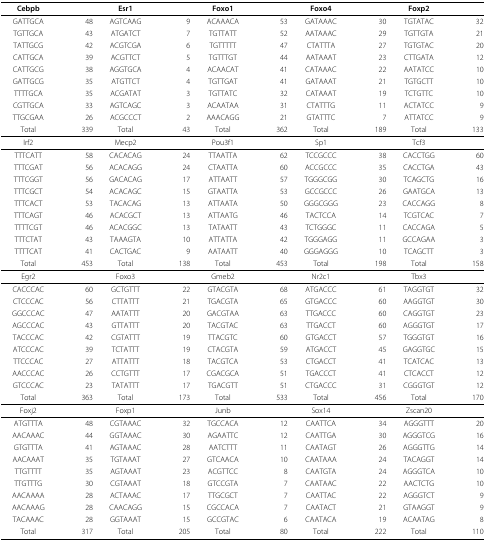 Cebpb Esr1 Foxo1 Foxo4 Foxp2
GATTGCA 48 AGTCAAG 9 ACAAACA 53 GATAAAC 30 TGTATAC 32
TGTTGCA 43 ATGATCT 7 TGTTATT 52 AATAAAC 29 TGTTGTA 21
TATTGCG 42 ACGTCGA 6 TGTTTTT 47 CTATTTA 27 TGTGTAC 20
CATTGCA 39 ACGTTCT 5 TGTTTGT 44 AATAAAT 23 CTTGATA 12
CATTGCG 38 AGGTGCA 4 ACAACAT 41 CATAAAC 22 AATATCC 10
GATTGCG 35 ATGTTCT 4 TGTTGAT 41 GATAAAT 21 TGTGCTT 10
TTTTGCA 35 ACGATAT 3 TGTTATC 32 CATAAAT 19 TCTGTTC 10
CGTTGCA 33 AGTCAGC 3 ACAATAA 31 CTATTTG 11 ACTATCC 9
TTGCGAA 26 ACGCCCT 2 AAACAGG 21 GTATTTC 7 ATTATCC 9
Total 339 Total 43 Total 362 Total 189 Total 133
Irf2 Mecp2 Pou3f1 Sp1 Tcf3
TTTCATT 58 CACACAG 24 TTAATTA 62 TCCGCCC 38 CACCTGG 60
TTTCGAT 56 ACACAGG 24 CTAATTA 60 ACCGCCC 35 CACCTGA 43
TTTCGGT 56 GACACAG 17 ATTAATT 57 TGGGCGG 30 TCAGCTG 16
TTTCGCT 54 ACACAGC 15 GTAATTA 53 GCCGCCC 26 GAATGCA 13
TTTCACT 53 TACACAG 13 ATTAATA 50 GGGCGGG 23 CACCAGG 8
TTTCAGT 46 ACACGCT 13 ATTAATG 46 TACTCCA 14 TCGTCAC 7
TTTTCGT 46 ACACGGC 13 TATAATT 43 TCTGGGC 11 CACCAGA 5
TTTCTAT 43 TAAAGTA 10 ATTATTA 42 TGGGAGG 11 GCCAGAA 3
TTTTCAT 41 CACTGAC 9 AATAATT 40 GGGAGGG 10 TCAGCTT 3
Total 453 Total 138 Total 453 Total 198 Total 158
Egr2 Foxo3 Gmeb2 Nr2c1 Tbx3
CACCCAC 60 GCTGTTT 22 GTACGTA 68 ATGACCC 61 TAGGTGT 32
CTCCCAC 56 CTTATTT 21 TGACGTA 65 GTGACCC 60 AAGGTGT 30
GGCCCAC 47 AATATTT 20 GACGTAA 63 TTGACCC 60 CAGGTGT 23
AGCCCAC 43 GTTATTT 20 TACGTAC 63 TTGACCT 60 AGGGTGT 17
TACCCAC 42 CGTATTT 19 TTACGTC 60 GTGACCT 57 TGGGTGT 16
ATCCCAC 39 TCTATTT 19 CTACGTA 59 ATGACCT 45 GAGGTGC 15
TTCCCAC 27 ATTATTT 18 TACGTCA 53 CTGACCT 41 TCATCAC 13
AACCCAC 26 CCTGTTT 17 CGACGCA 51 TGACCCT 41 CTCACCT 12
GTCCCAC 23 TATATTT 17 TGACGTT 51 CTGACCC 31 CGGGTGT 12
Total 363 Total 173 Total 533 Total 456 Total 170
Foxj2 Foxp1 Junb Sox14 Zscan20
ATGTTTA 48 CGTAAAC 32 TGCCACA 12 CAATTCA 34 AGGGTTT 20
AACAAAC 44 GGTAAAC 30 AGAATTC 12 CAATTGA 30 AGGGTCG 16
GTGTTTA 41 AGTAAAC 28 AATCTTT 11 CAATAGT 26 AGGGTTG 14
AACAAAT 35 TGTAAAT 27 GTCAACA 10 CAATAAA 24 TACAGGT 14
TTGTTTT 35 AGTAAAT 23 ACGTTCC 8 CAATGTA 24 AGGGTCA 10
TTGTTTG 30 CGTAAAT 18 GTCCGTA 7 CAATAAC 22 AACTCTG 10
AACAAAA 28 ACTAAAC 17 TTGCGCT 7 CAATTAC 22 AGGGTCT 9
AACAAAG 28 CAACAGG 15 CGCCACA 7 CAATACT 21 GTAAGGT 9
TACAAAC 28 GGTAAAT 15 GCCGTAC 6 CAATACA 19 ACAATAG 8
Total 317 Total 205 Total 80 Total 222 Total 110